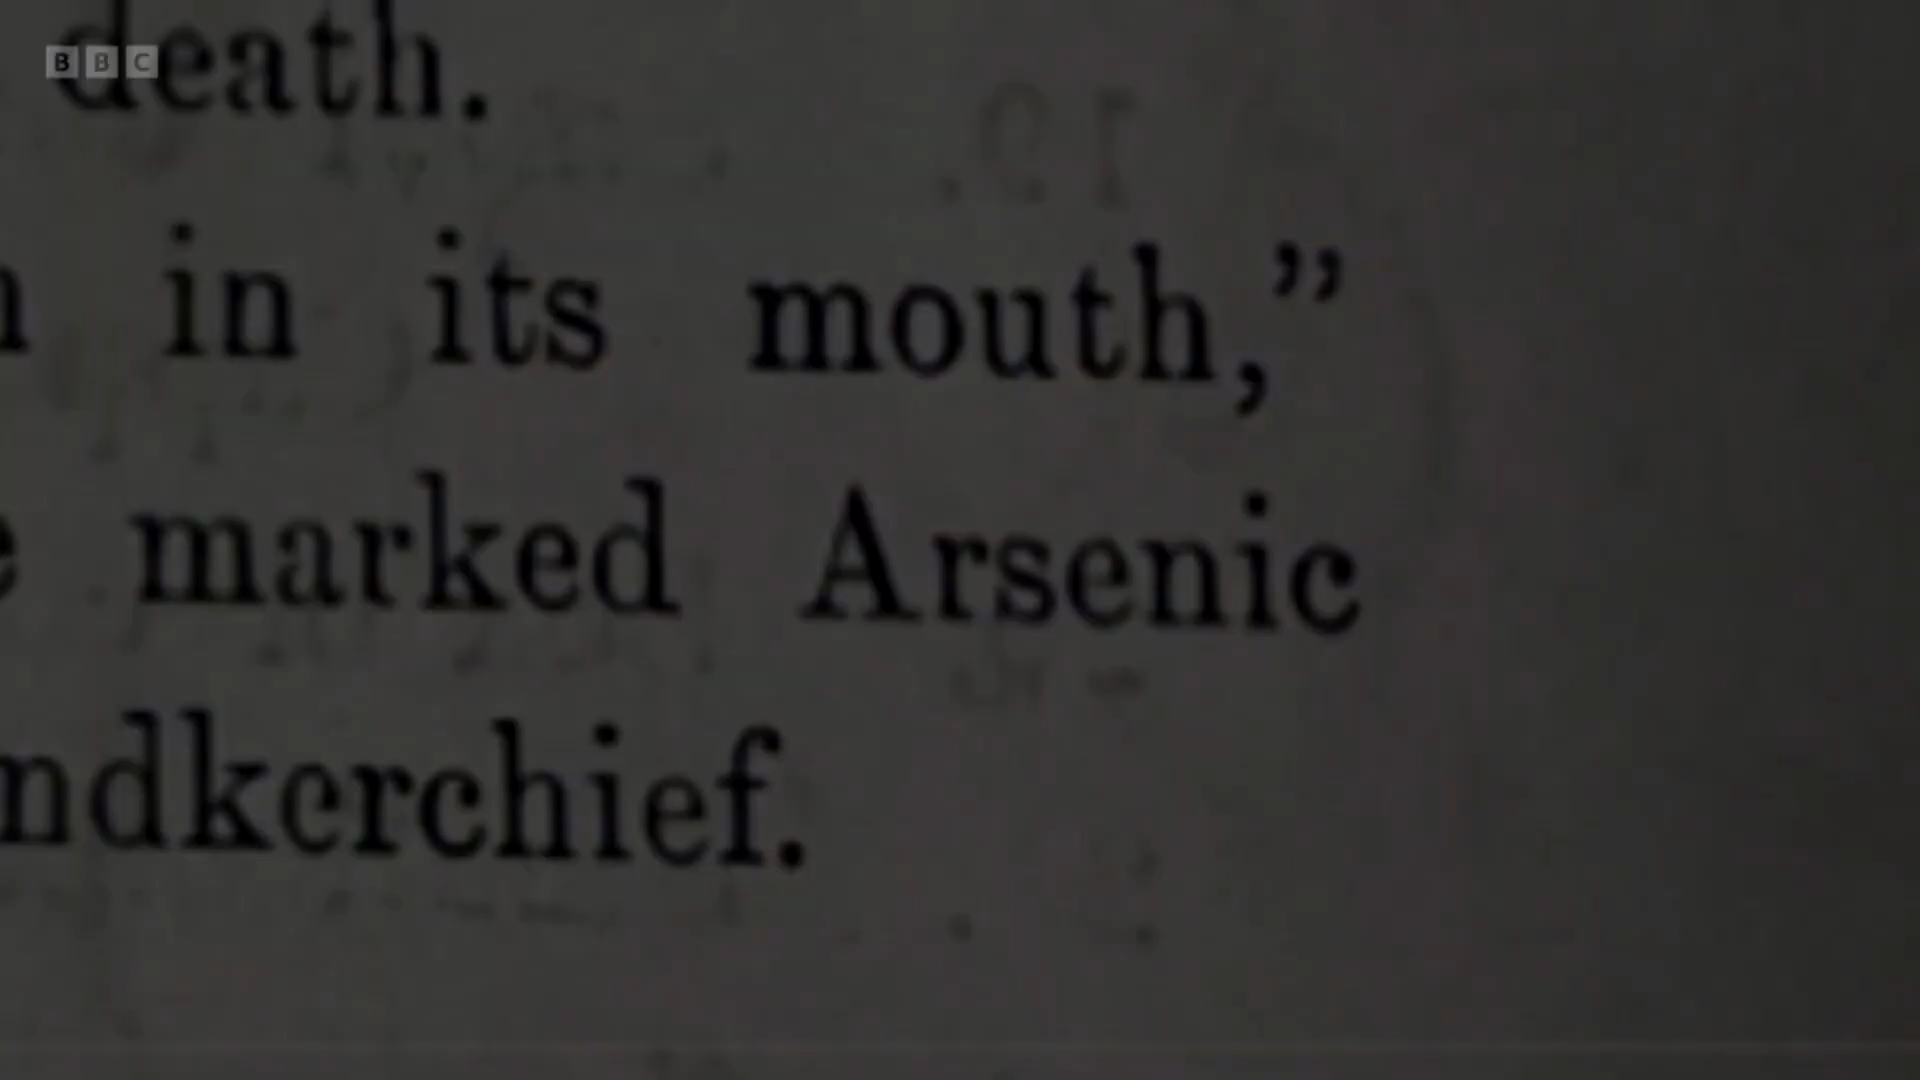 BBC
death.
in its mouth,”
marked Arsenic
ndkerchief.